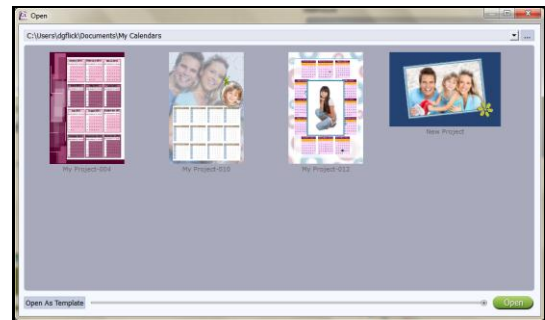 Open
C:\Users\dgflick\Documents\My Calendars
...
My Project-004
My Project-010
My Project-012
New Project
Open As Template
Open